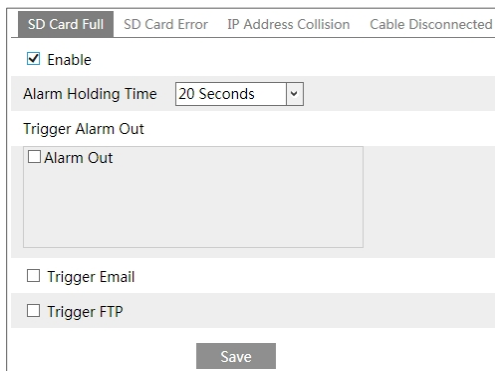 SD Card Full SD Card Error IP Address Collision Cable Disconnected
Enable
Alarm Holding Time 20 Seconds
Trigger Alarm Out
Alarm Out
Trigger Email
Trigger FTP
Save